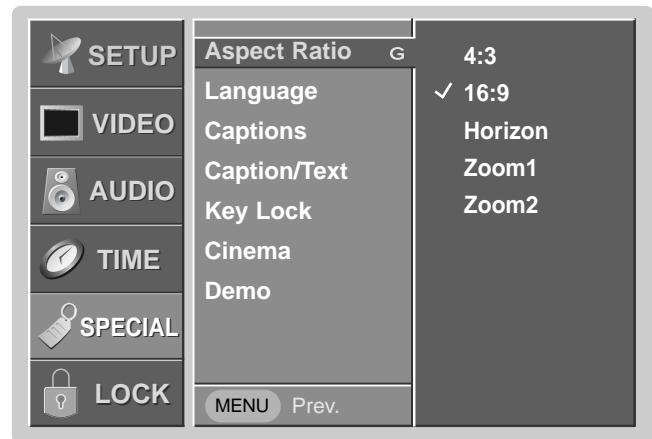 SETUP
VIDEO
AUDIO
TIME
SPECIAL
LOCK
Aspect Ratio G
Language
Captions
Caption/Text
Key Lock
Cinema
Demo
MENU Prev.
4:3
✓ 16:9
Horizon
Zoom1
Zoom2